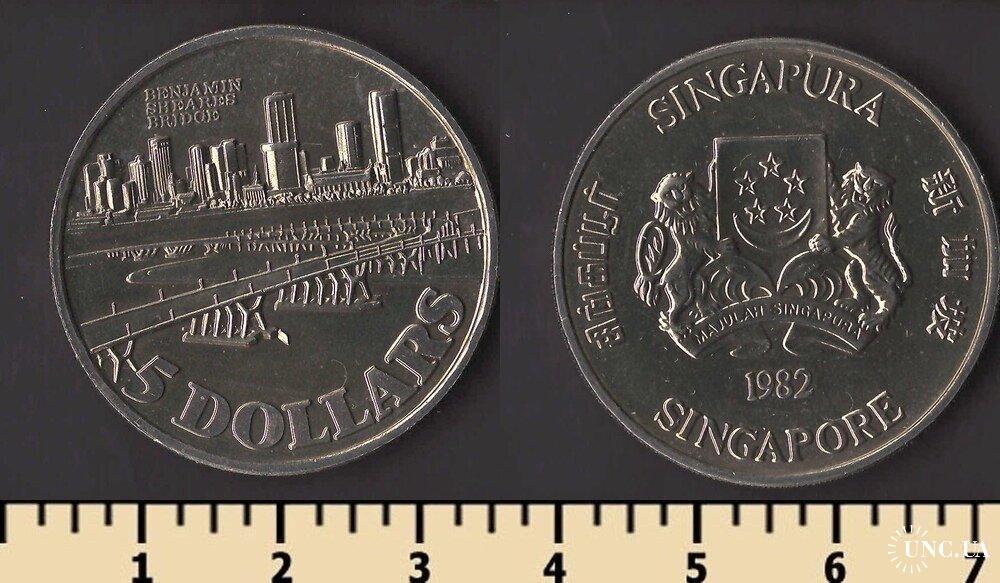 BENJAMIN
SHEARES
BRIDGE
5 DOLLARS
SINGAPURA
சிங்கப்பூர்
新加坡
MAJULAH SINGAPURA
1982
SINGAPORE
1 2 3 4 5 6 7
UNC.UA